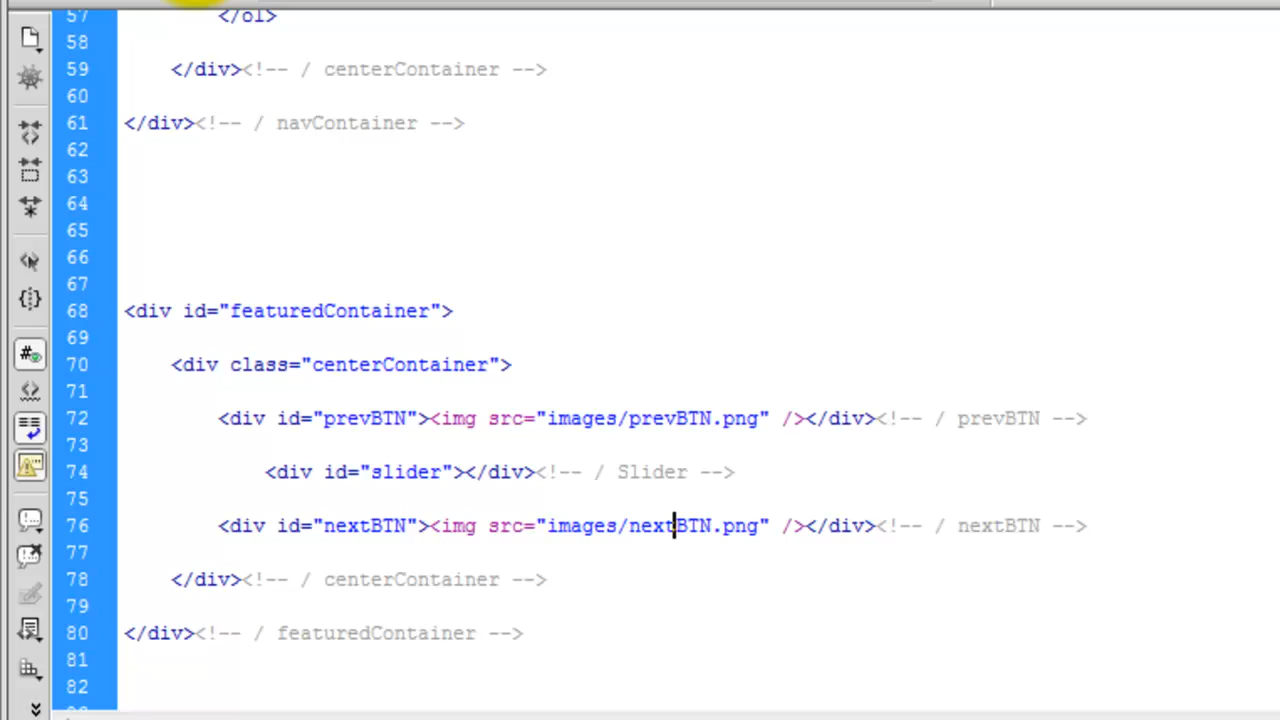 57 </ol>
58
59 </div><!-- / centerContainer -->
60
61 </div><!-- / navContainer -->
62
63
64
65
66
67
68 <div id="featuredContainer">
69
70 <div class="centerContainer">
71
72 <div id="prevBTN"><img src="images/prevBTN.png" /></div><!-- / prevBTN -->
73
74 <div id="slider"></div><!-- / Slider -->
75
76 <div id="nextBTN"><img src="images/nextBTN.png" /></div><!-- / nextBTN -->
77
78 </div><!-- / centerContainer -->
79
80 </div><!-- / featuredContainer -->
81
82